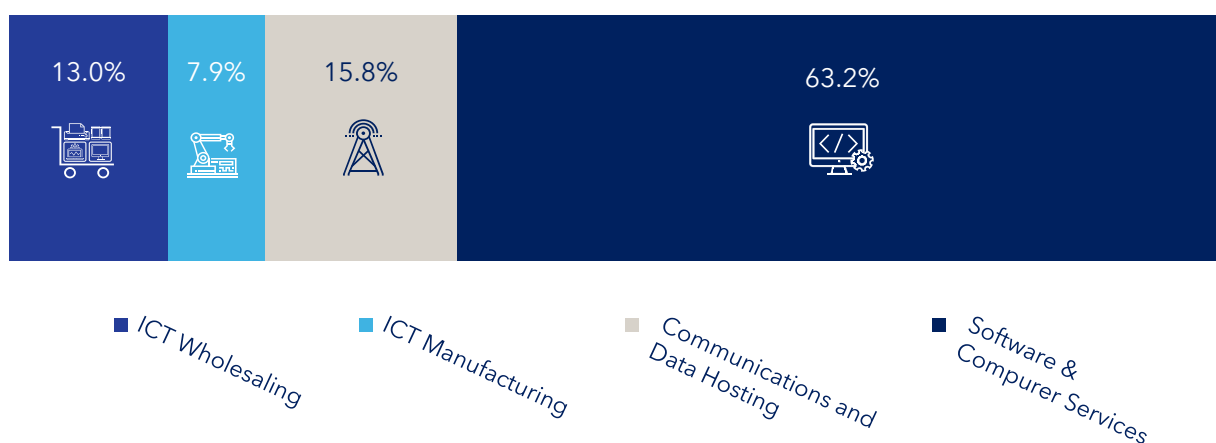 13.0%
7.9%
15.8%
63.2%
</>
ICT Wholesaling
ICT Manufacturing
Communications and
Data Hosting
Software &
Compurer Services